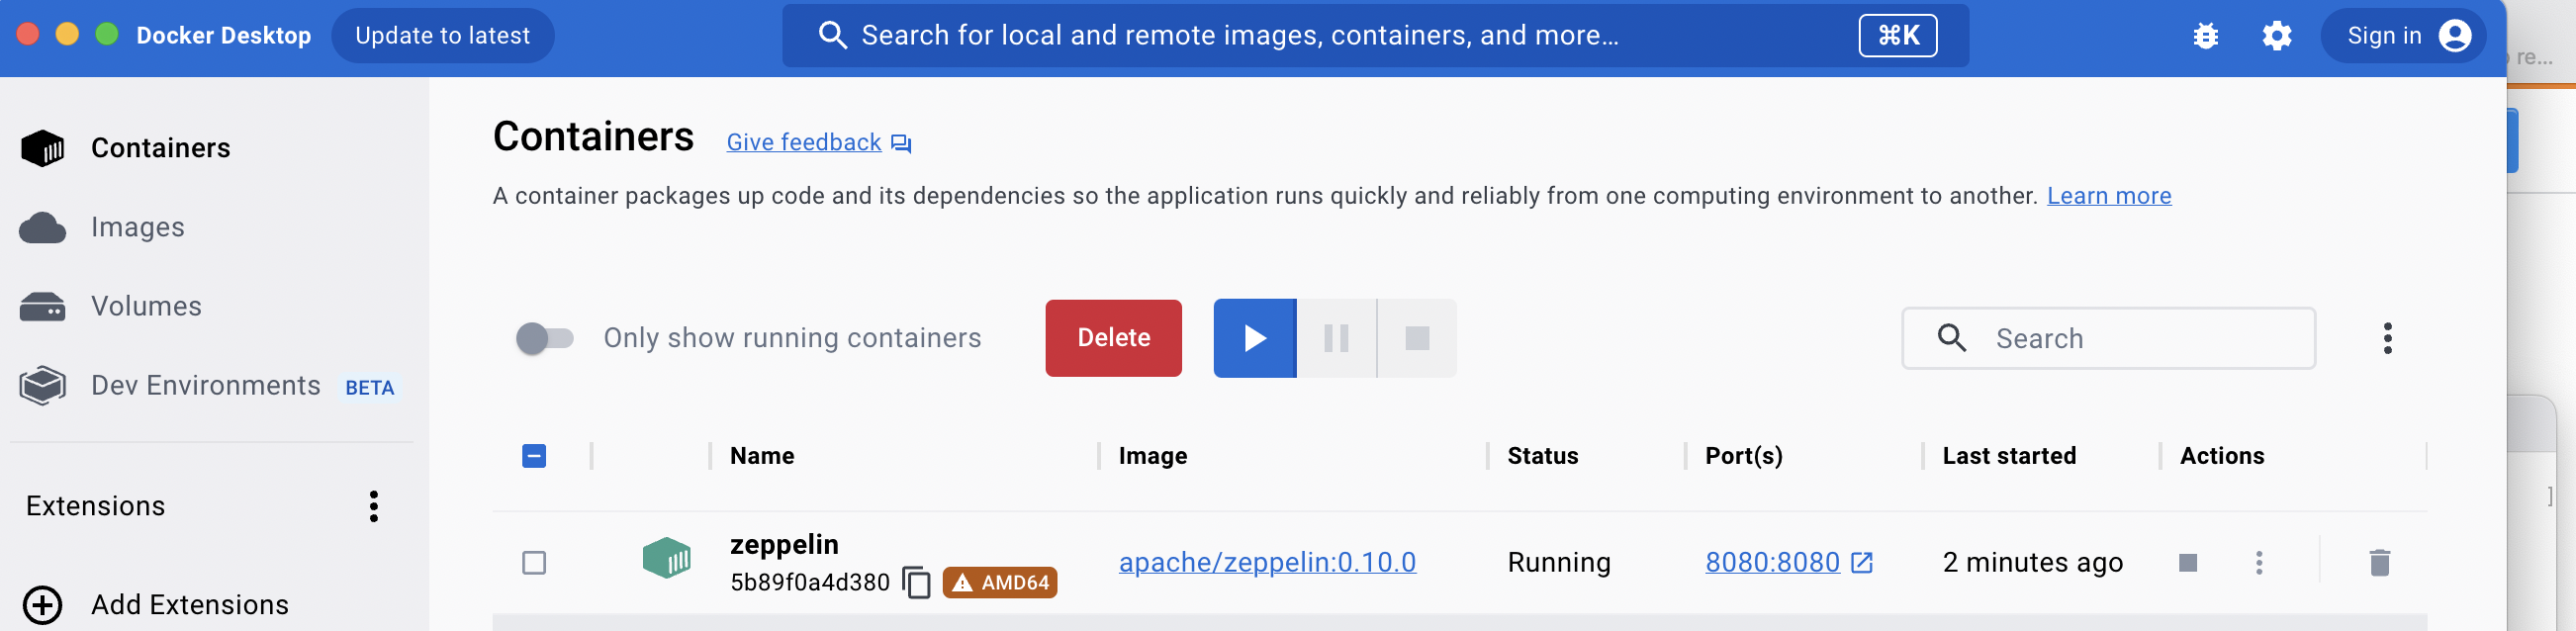 Docker Desktop
Update to latest
Search for local and remote images, containers, and more...
⌘K
Sign in
re...
Containers
Images
Volumes
Dev Environments BETA
Extensions
Add Extensions
Containers Give feedback
A container packages up code and its dependencies so the application runs quickly and reliably from one computing environment to another. Learn more
Only show running containers
Delete
Search
Name Image Status Port(s) Last started Actions
zeppelin
5b89f0a4d380 AMD64
apache/zeppelin:0.10.0 Running 8080:8080 2 minutes ago
]